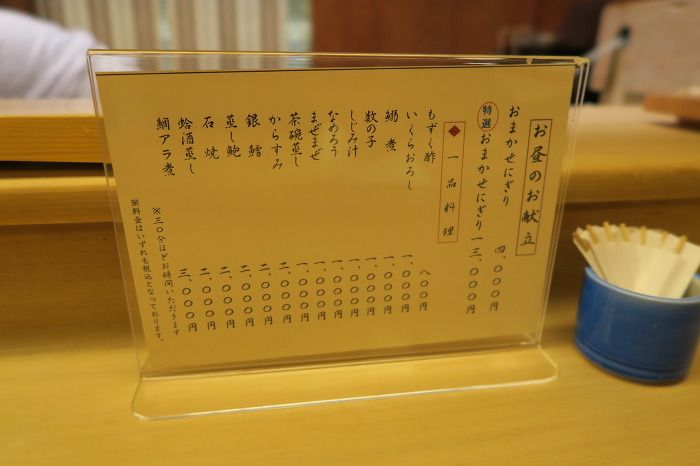 お昼のお献立
おまかせにぎり 四、〇〇〇円
特選 おまかせにぎり 一三、〇〇〇円
◆一品料理
もずく酢 八〇〇円
いくらおろし 一、〇〇〇円
鰯煮 一、〇〇〇円
数の子 一、〇〇〇円
しじみ汁 一、〇〇〇円
なめろう 一、〇〇〇円
まぜまぜ 一、〇〇〇円
茶碗蒸し 一、〇〇〇円
からすみ 二、〇〇〇円
銀鱈 二、〇〇〇円
蒸し鮑 二、〇〇〇円
石焼 二、〇〇〇円
蛤酒蒸し 二、〇〇〇円
鯛アラ煮 三、〇〇〇円
※三〇分ほどお時間いただきます
※料金はいずれも税込となっております。